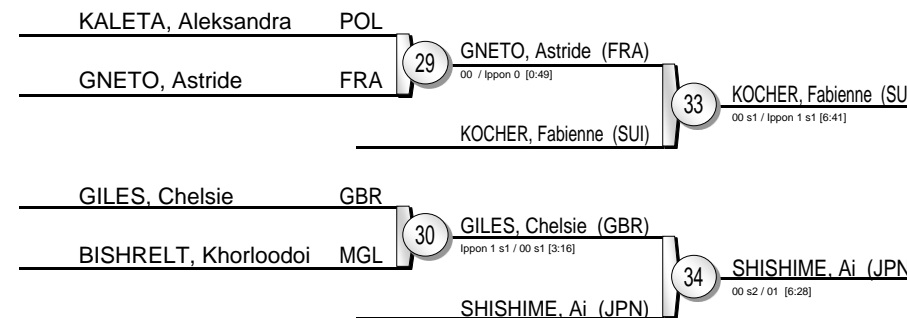 KALETA, Aleksandra POL
GNETO, Astride FRA
29
GNETO, Astride (FRA)
00 / Ippon 0 [0:49]
KOCHER, Fabienne (SUI)
33
KOCHER, Fabienne (SU
00 s1 / Ippon 1 s1 [6:41]
GILES, Chelsie GBR
BISHRELT, Khorloodoi MGL
30
GILES, Chelsie (GBR)
Ippon 1 s1 / 00 s1 [3:16]
SHISHIME, Ai (JPN)
34
SHISHIME, Ai (JPN
00 s2 / 01 [6:28]